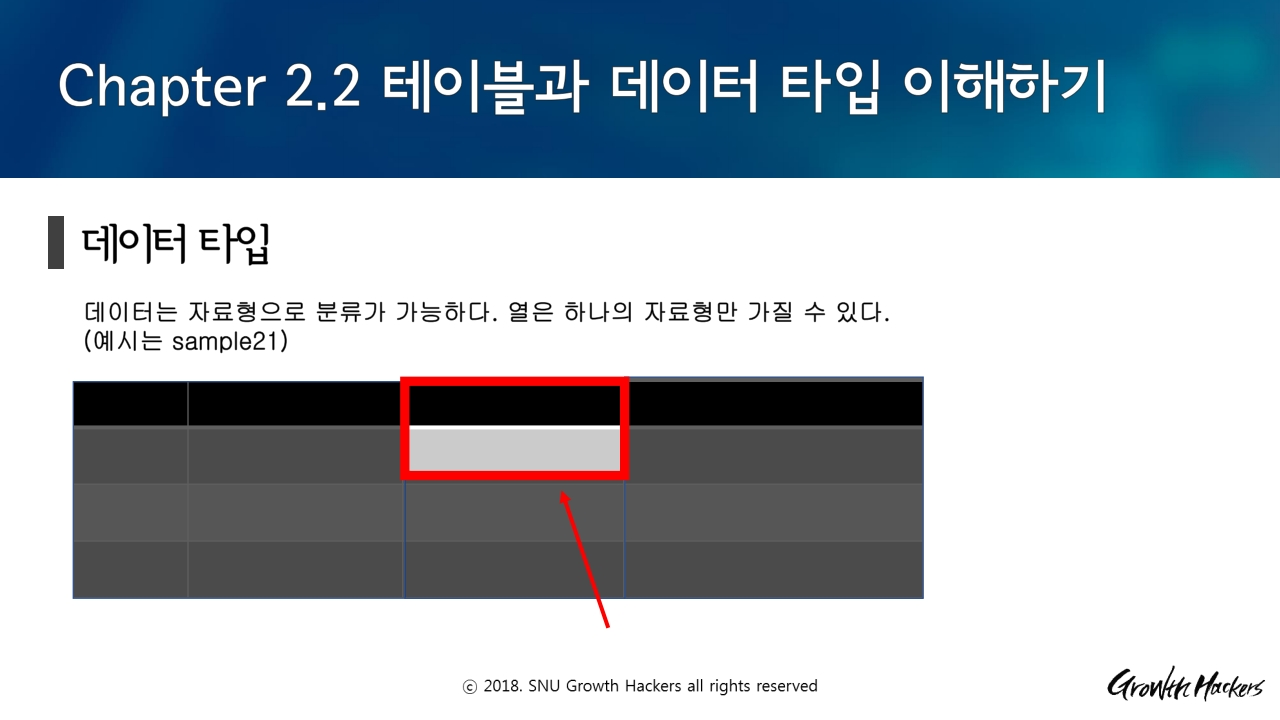 Chapter 2.2 테이블과 데이터 타입 이해하기
데이터 타입
데이터는 자료형으로 분류가 가능하다. 열은 하나의 자료형만 가질 수 있다.
(예시는 sample21)
ⓒ 2018. SNU Growth Hackers all rights reserved
Growth Hackers